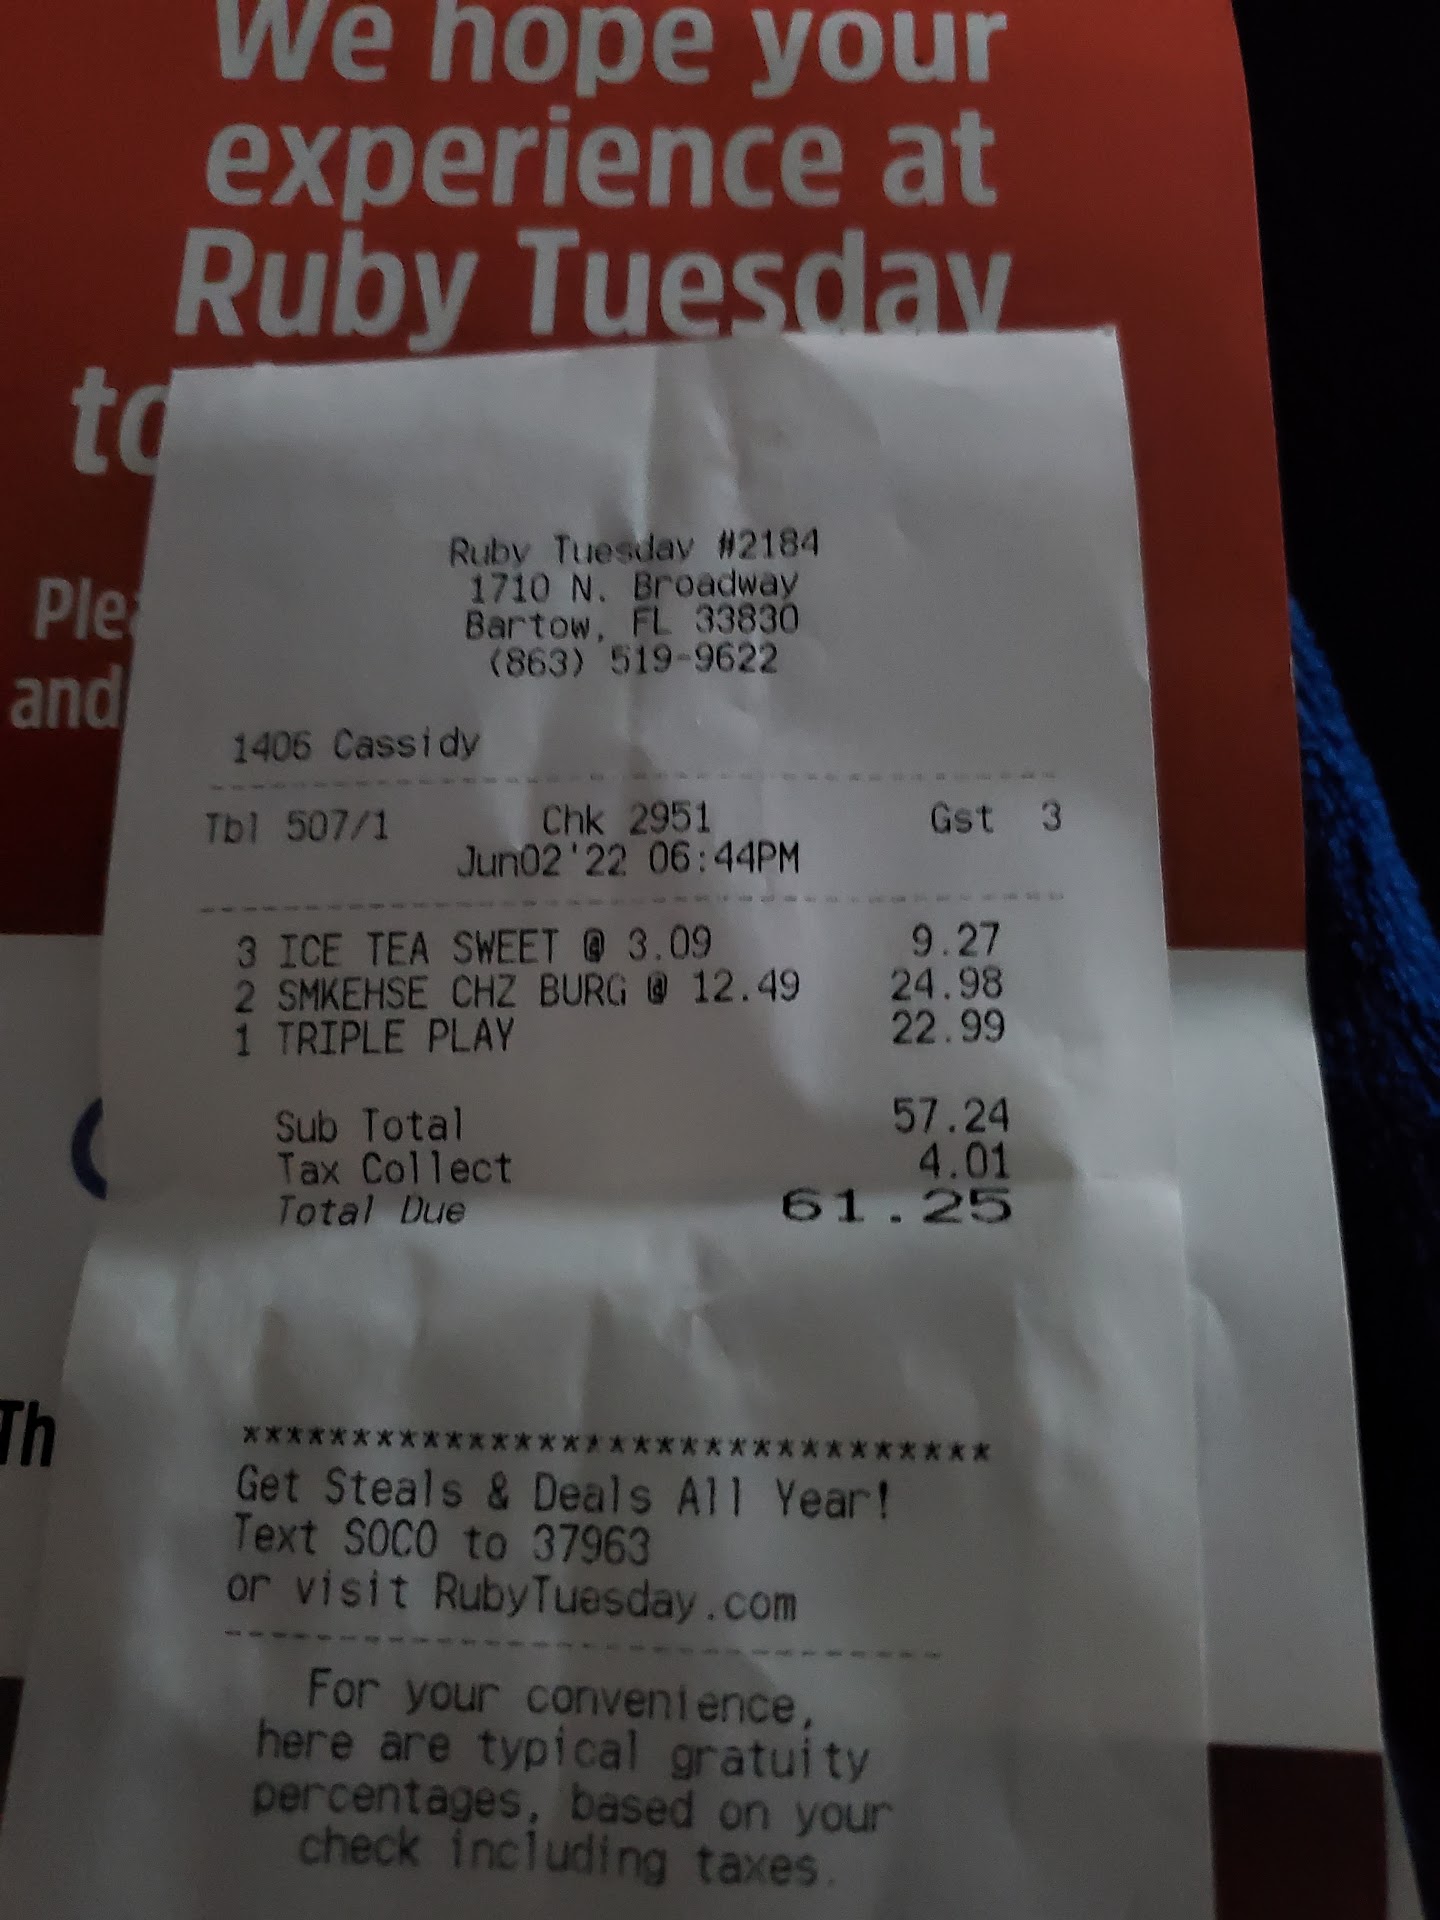 We hope your
experience at
Ruby Tuesday
to
Plea
and
Th
Ruby Tuesday #2184
1710 N. Broadway
Bartow, FL 33830
(863) 519-9622
1406 Cassidy
Tbl 507/1 Chk 2951 Gst 3
Jun02'22 06:44PM
3 ICE TEA SWEET @ 3.09 9.27
2 SMKEHSE CHZ BURG @ 12.49 24.98
1 TRIPLE PLAY 22.99
Sub Total 57.24
Tax Collect 4.01
Total Due 61.25
*********************************
Get Steals & Deals All Year!
Text SOCO to 37963
or visit RubyTuesday.com
For your convenience,
here are typical gratuity
percentages, based on your
check including taxes.